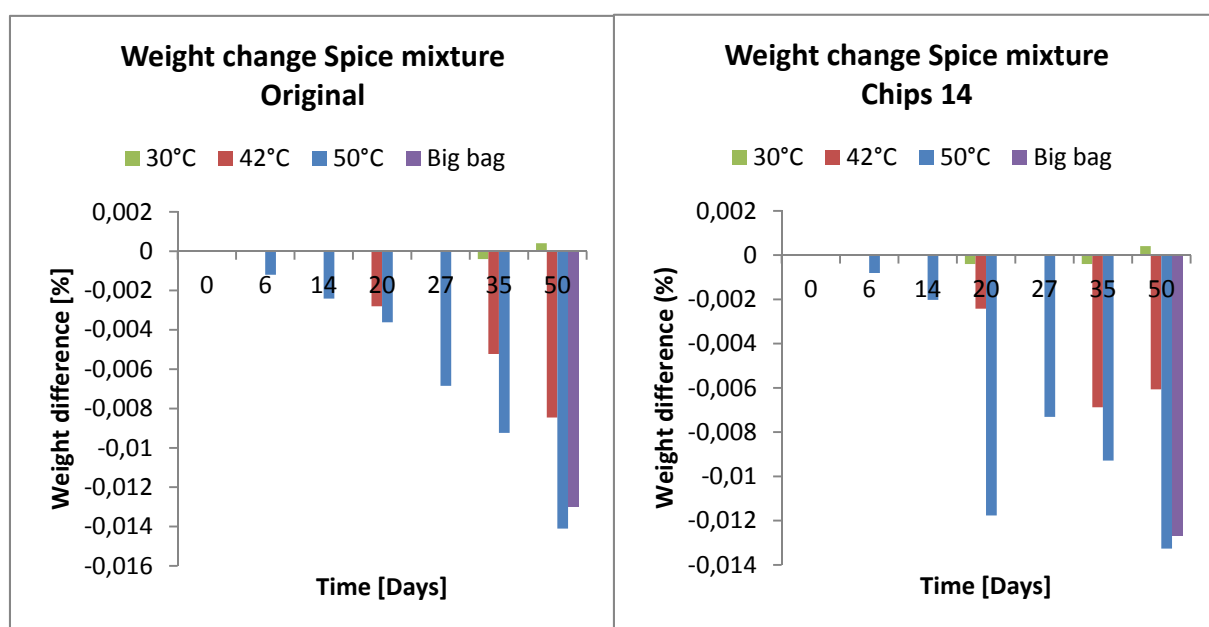 Weight change Spice mixture
Original
30°C 42°C 50°C Big bag
0,002
0
-0,002
-0,004
-0,006
-0,008
-0,01
-0,012
-0,014
-0,016
Weight difference [%]
0 6 14 20 27 35 50
Time [Days]
Weight change Spice mixture
Chips 14
30°C 42°C 50°C Big bag
0,002
0
-0,002
-0,004
-0,006
-0,008
-0,01
-0,012
-0,014
Weight difference (%)
0 6 14 20 27 35 50
Time [Days]